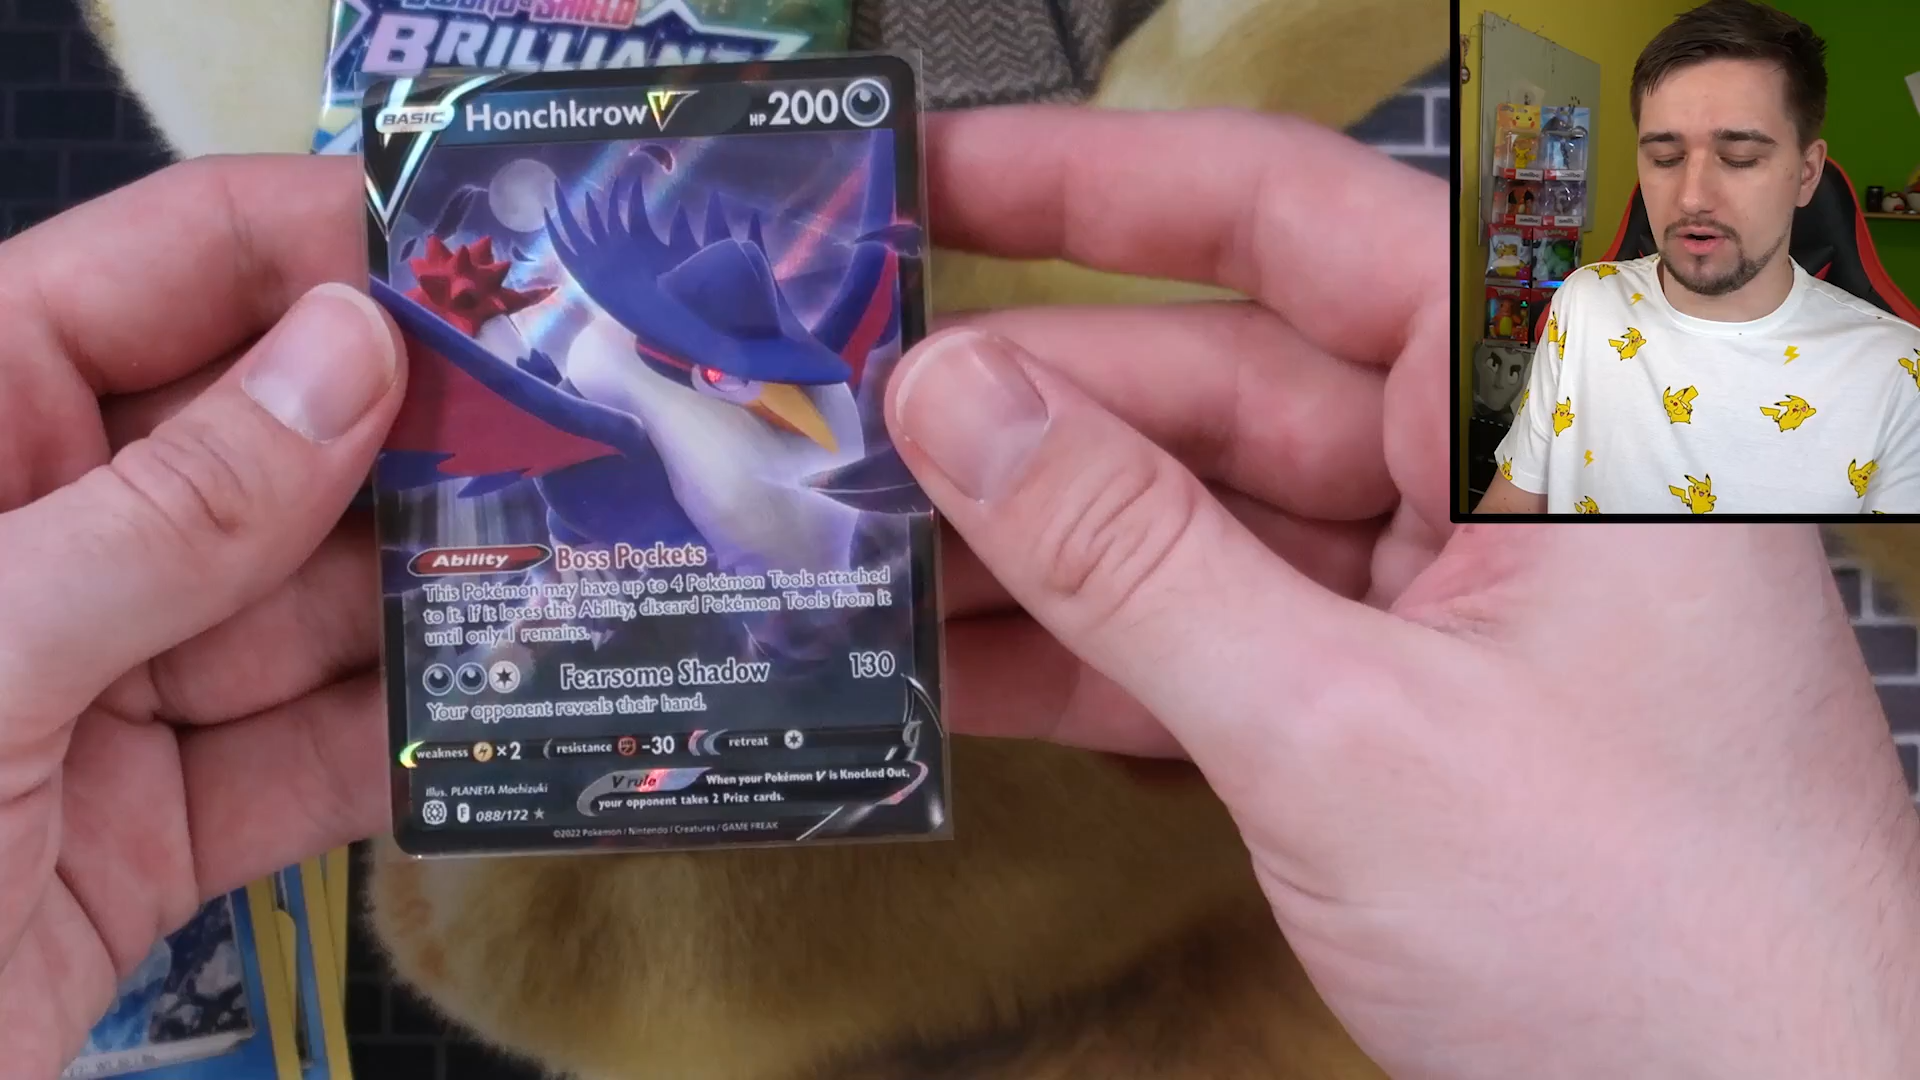 SWORD & SHIELD
BRILLIANT
BASIC Honchkrow V HP 200
Ability Boss Pockets
This Pokémon may have up to 4 Pokémon Tools attached
to it. If it loses this Ability, discard Pokémon Tools from it
until only 1 remains.
Fearsome Shadow 130
Your opponent reveals their hand.
weakness ×2 resistance -30 retreat
V rule When your Pokémon V is Knocked Out,
your opponent takes 2 Prize cards.
Illus. PLANETA Mochizuki
F 088/172 ★
©2022 Pokémon / Nintendo / Creatures / GAME FREAK